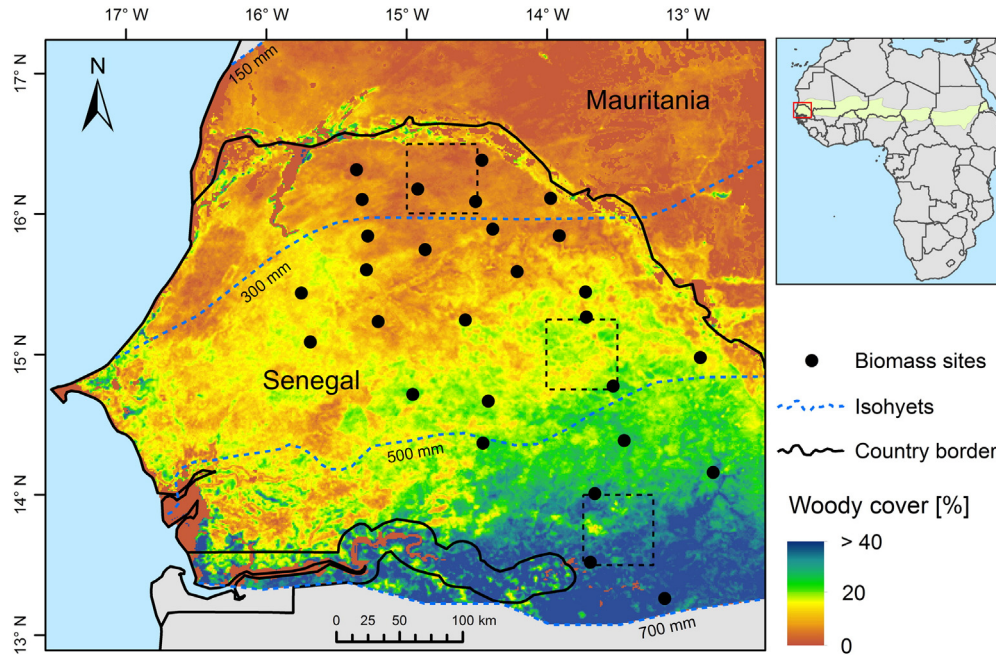 17° W 16° W 15° W 14° W 13° W
17° N
16° N
15° N
14° N
13° N
N
150 mm
Mauritania
300 mm
Senegal
500 mm
700 mm
0 25 50 100 km
Biomass sites
Isohyets
Country border
Woody cover [%]
> 40
20
0